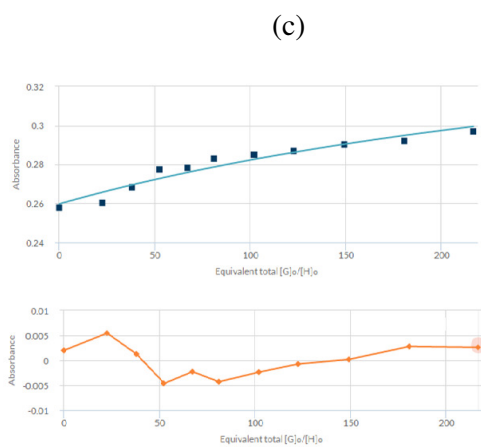 (c)
0.32
0.3
0.28
0.26
0.24
Absorbance
0 50 100 150 200
Equivalent total [G]₀/[H]₀
0.01
0.005
0
-0.005
-0.01
Absorbance
0 50 100 150 200
Equivalent total [G]₀/[H]₀